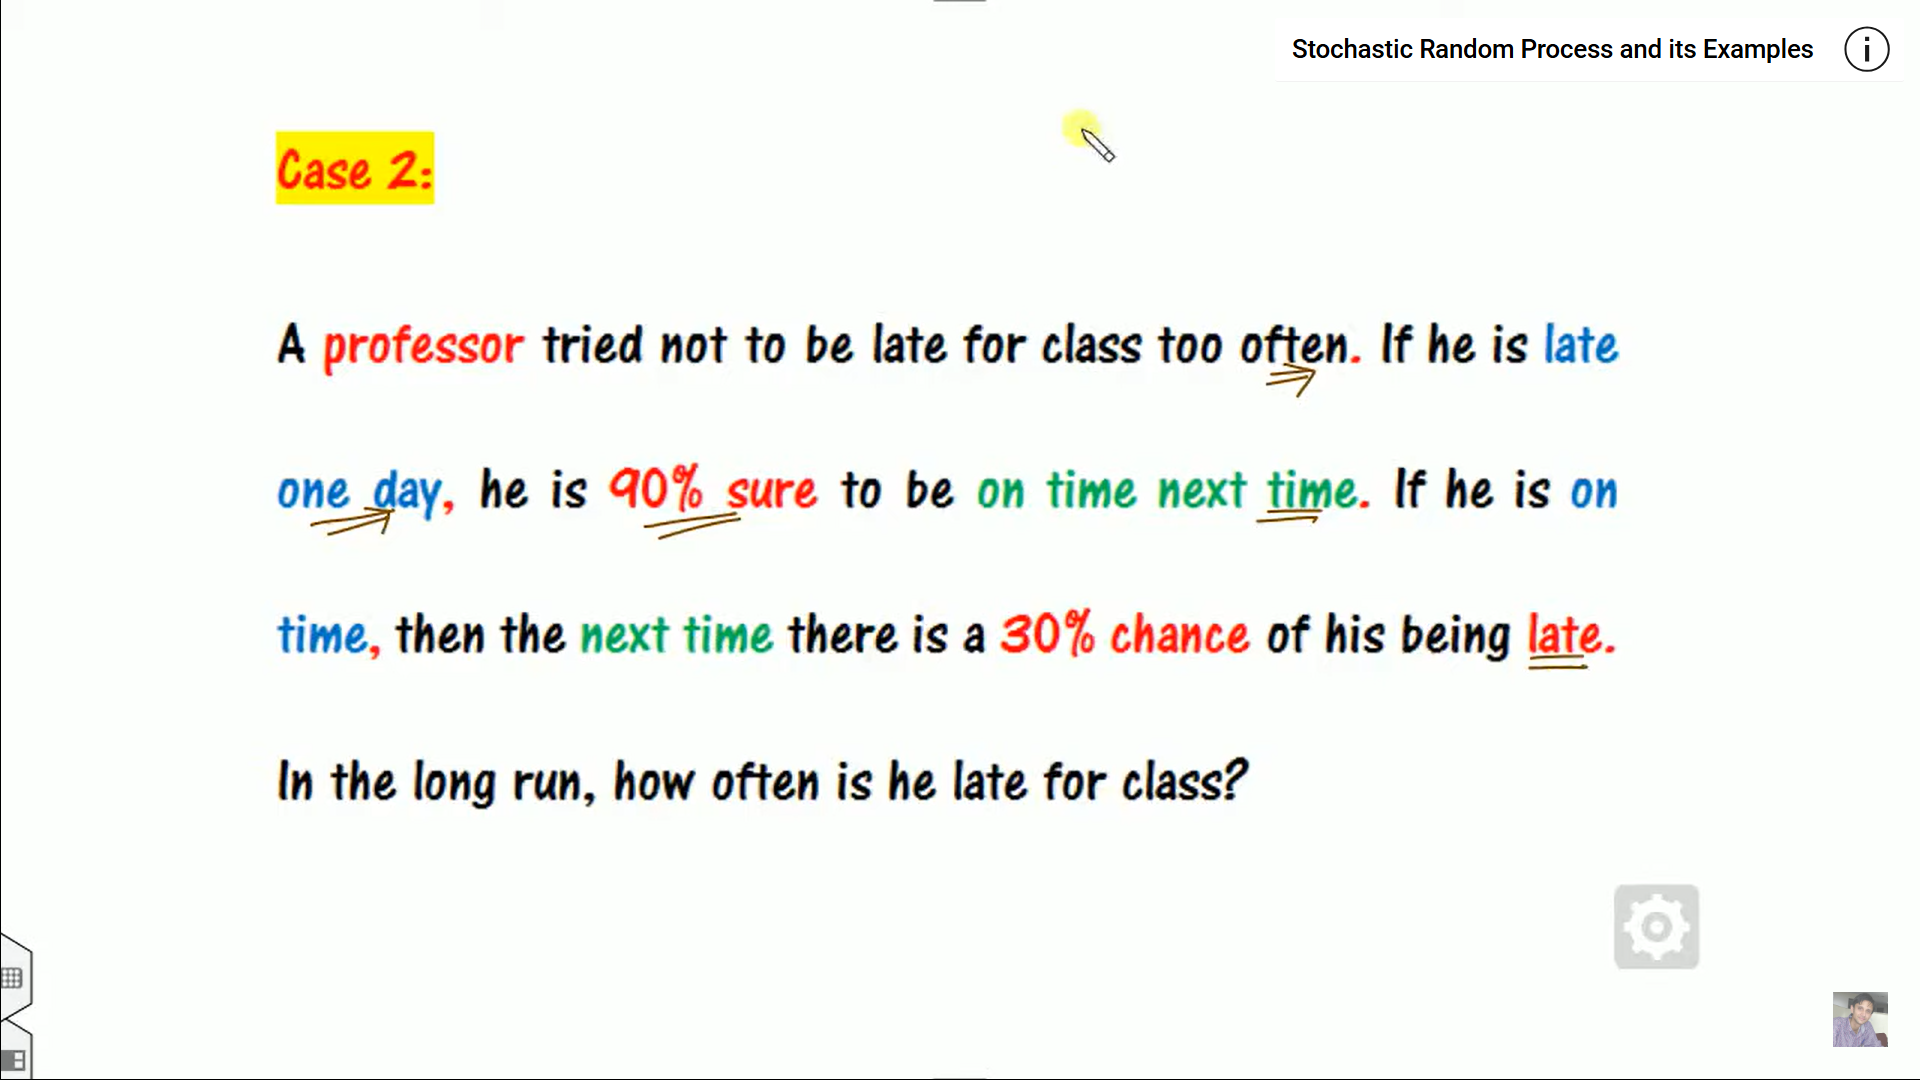 Stochastic Random Process and its Examples
Case 2:
A professor tried not to be late for class too often. If he is late
one day, he is 90% sure to be on time next time. If he is on
time, then the next time there is a 30% chance of his being late.
In the long run, how often is he late for class?